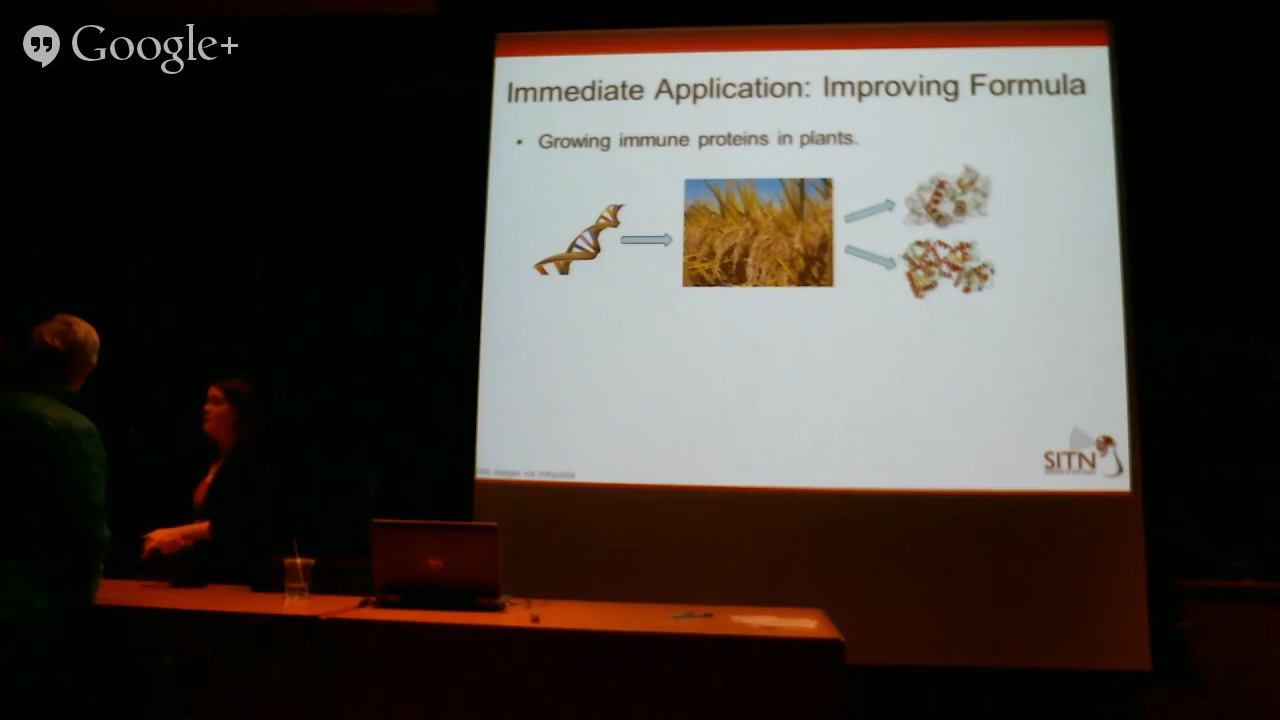 Google+
Immediate Application: Improving Formula
• Growing immune proteins in plants.
SITN